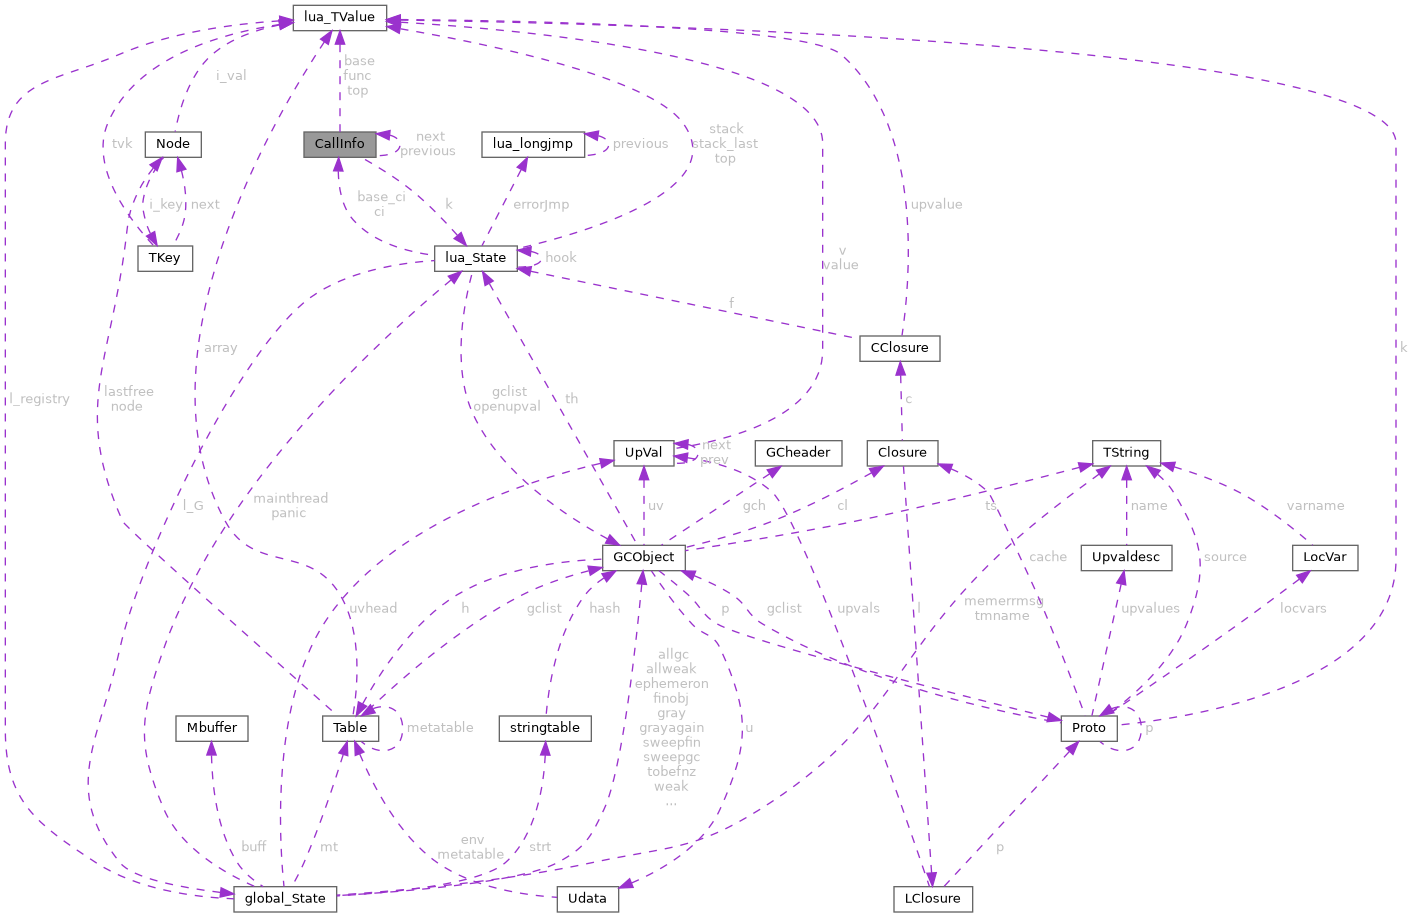 lua_TValue
base
func
top
i_val
tvk
Node
CallInfo
next
previous
lua_longjmp
previous
stack
stack_last
top
i_key
next
base_ci
ci
k
errorJmp
upvalue
TKey
lua_State
hook
v
value
f
array
CClosure
k
l_registry
lastfree
node
gclist
openupval
th
c
UpVal
next
prev
GCheader
Closure
TString
l_G
mainthread
panic
uv
gch
cl
ts
name
varname
GCObject
cache
Upvaldesc
source
LocVar
uvhead
h
gclist
hash
p
gclist
upvals
l
memerrmsg
tmname
upvalues
locvars
allgc
allweak
ephemeron
finobj
gray
grayagain
sweepfin
sweepgc
tobefnz
weak
...
Mbuffer
Table
metatable
stringtable
u
Proto
p
buff
mt
env
metatable
strt
p
global_State
Udata
LClosure